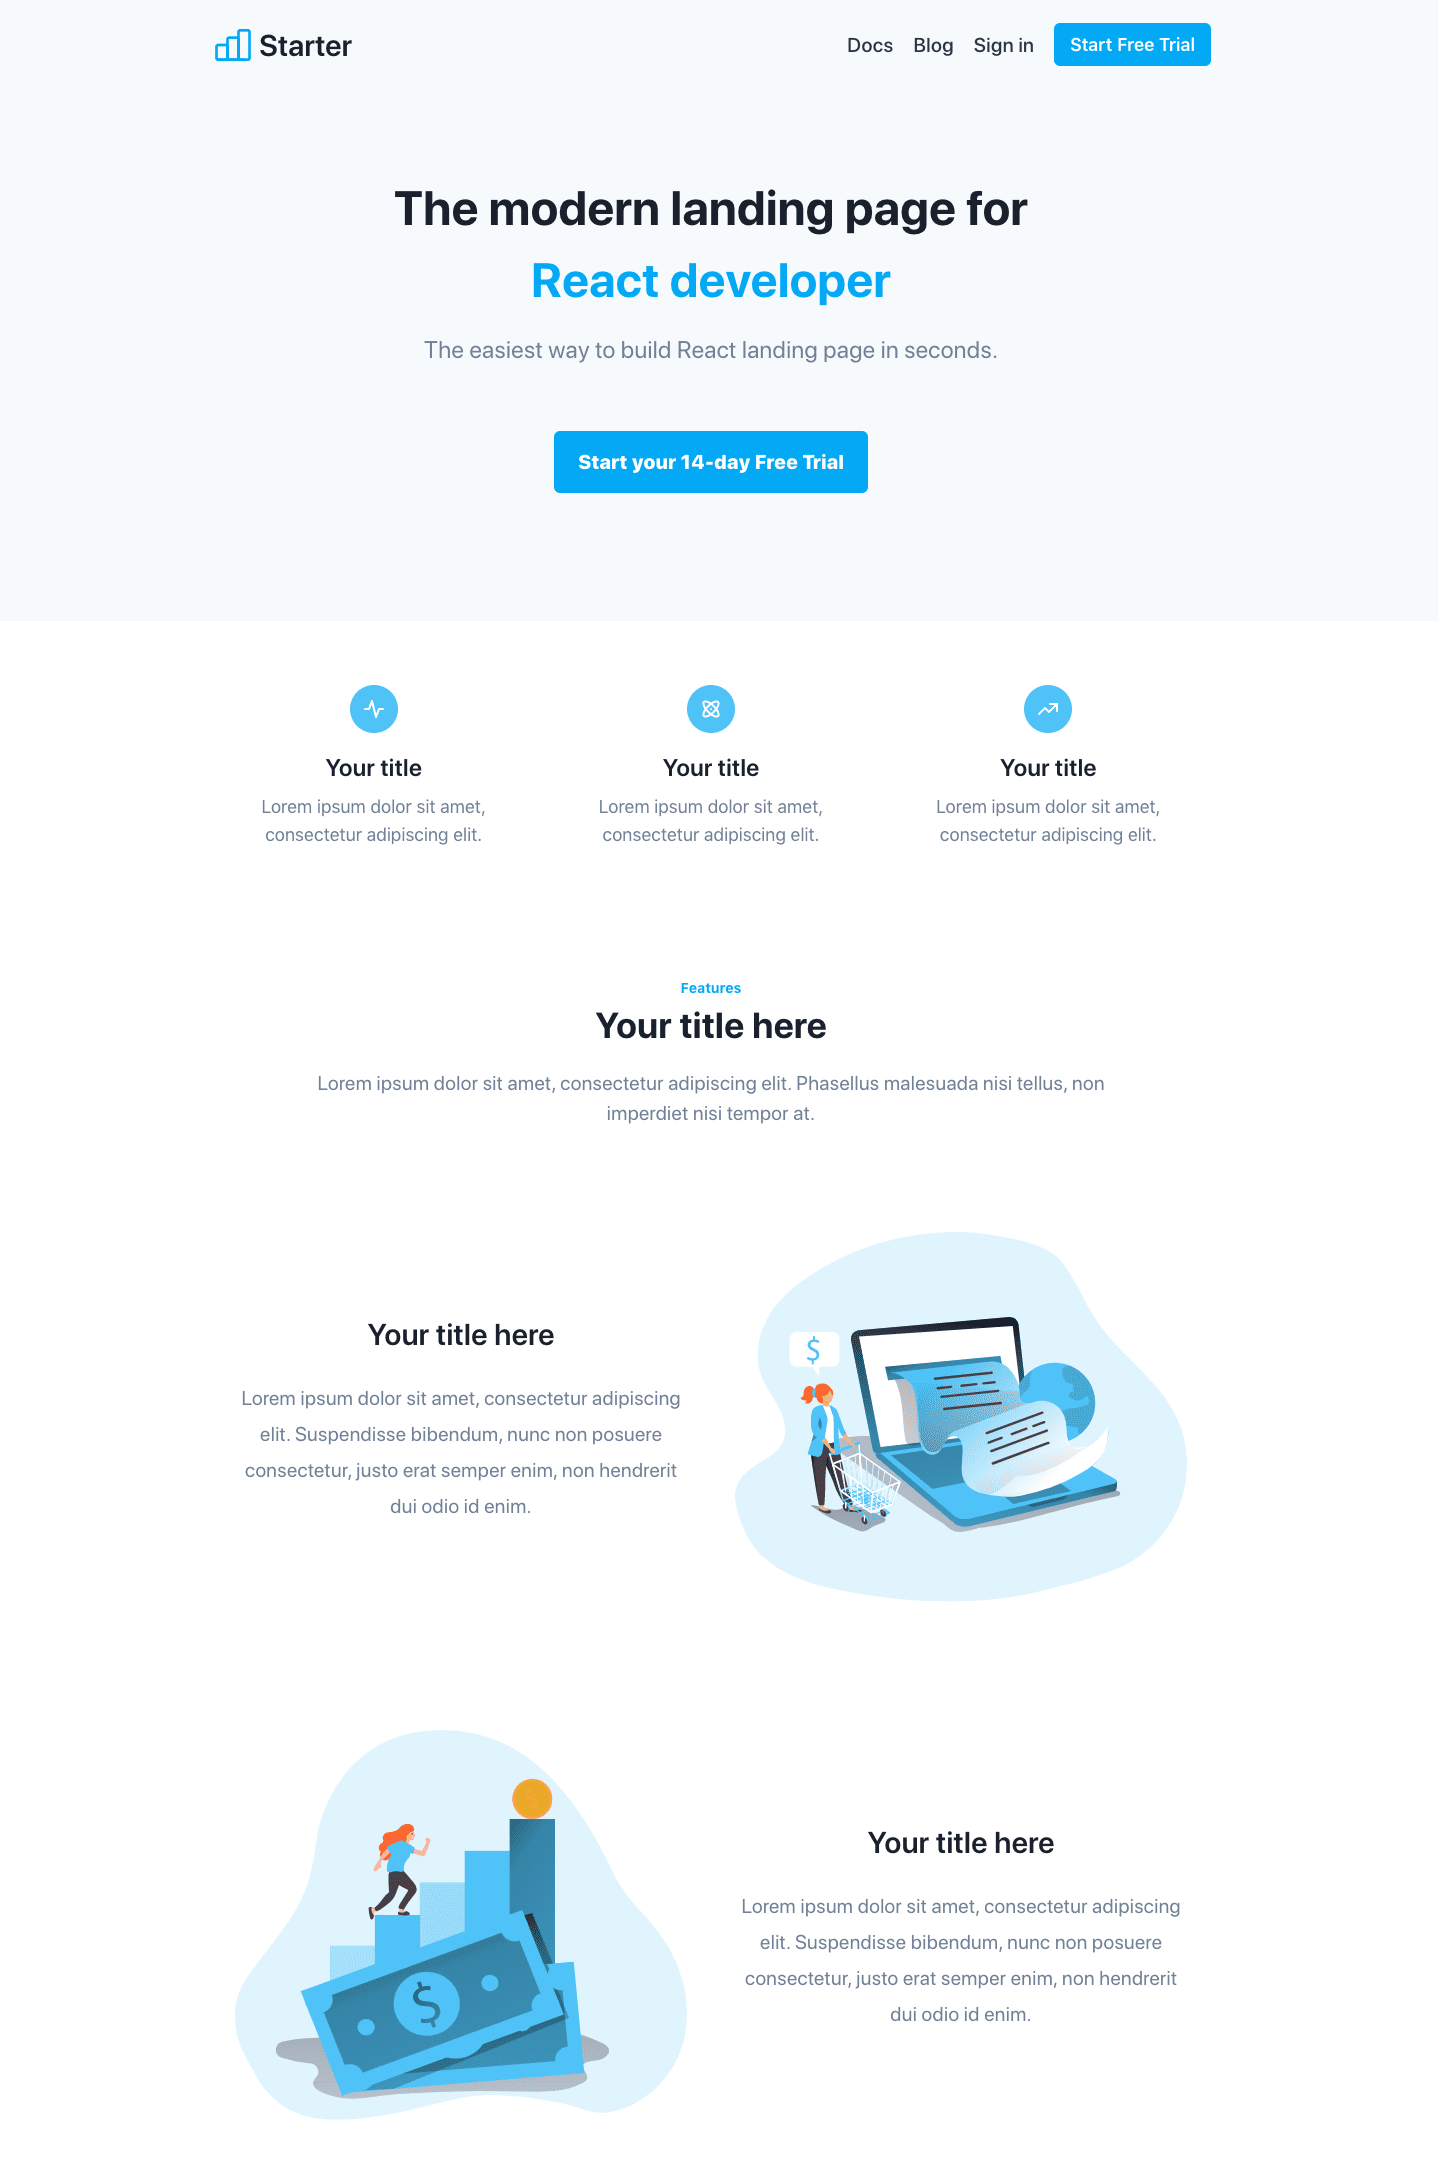 Starter
Docs Blog Sign in Start Free Trial
The modern landing page for
React developer
The easiest way to build React landing page in seconds.
Start your 14-day Free Trial
Your title
Lorem ipsum dolor sit amet,
consectetur adipiscing elit.
Your title
Lorem ipsum dolor sit amet,
consectetur adipiscing elit.
Your title
Lorem ipsum dolor sit amet,
consectetur adipiscing elit.
Features
Your title here
Lorem ipsum dolor sit amet, consectetur adipiscing elit. Phasellus malesuada nisi tellus, non
imperdiet nisi tempor at.
Your title here
Lorem ipsum dolor sit amet, consectetur adipiscing
elit. Suspendisse bibendum, nunc non posuere
consectetur, justo erat semper enim, non hendrerit
dui odio id enim.
$
Your title here
Lorem ipsum dolor sit amet, consectetur adipiscing
elit. Suspendisse bibendum, nunc non posuere
consectetur, justo erat semper enim, non hendrerit
dui odio id enim.
$